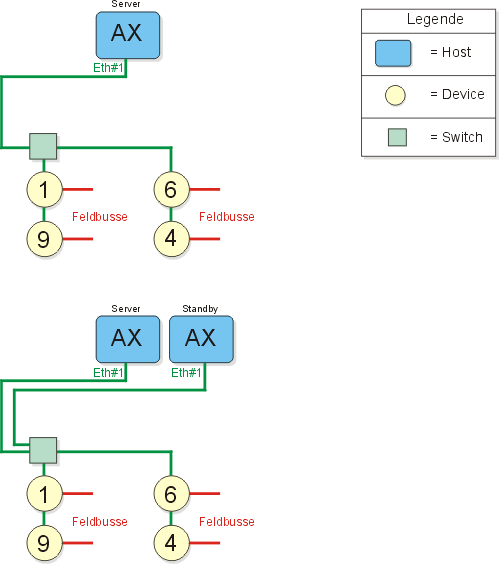 Server
AX
Eth#1
1
6
Feldbusse
Feldbusse
9
4
Legende
= Host
= Device
= Switch
Server
Standby
AX
AX
Eth#1
Eth#1
1
6
Feldbusse
Feldbusse
9
4